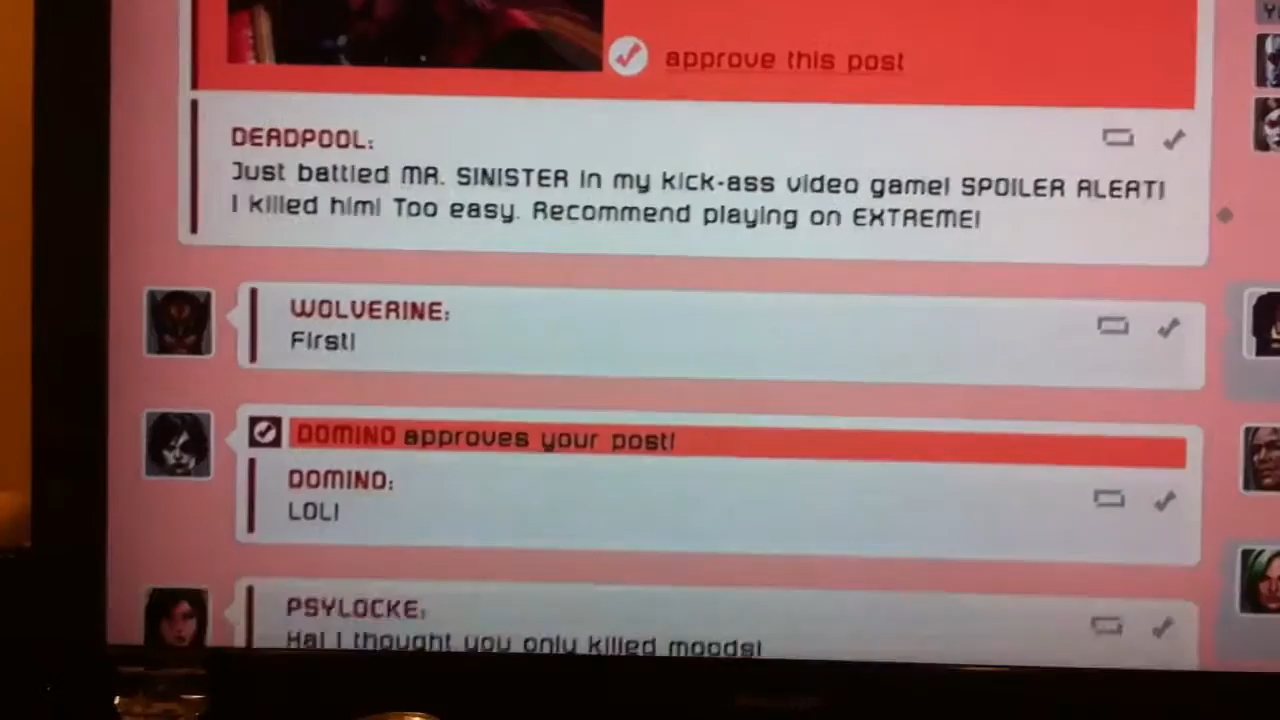 approve this post
DEADPOOL:
Just battled MR. SINISTER in my kick-ass video game! SPOILER ALERT!
I killed him! Too easy. Recommend playing on EXTREME!
WOLVERINE:
First!
DOMINO approves your post!
DOMINO:
LOL!
PSYLOCKE:
Ha! I thought you only killed moods!